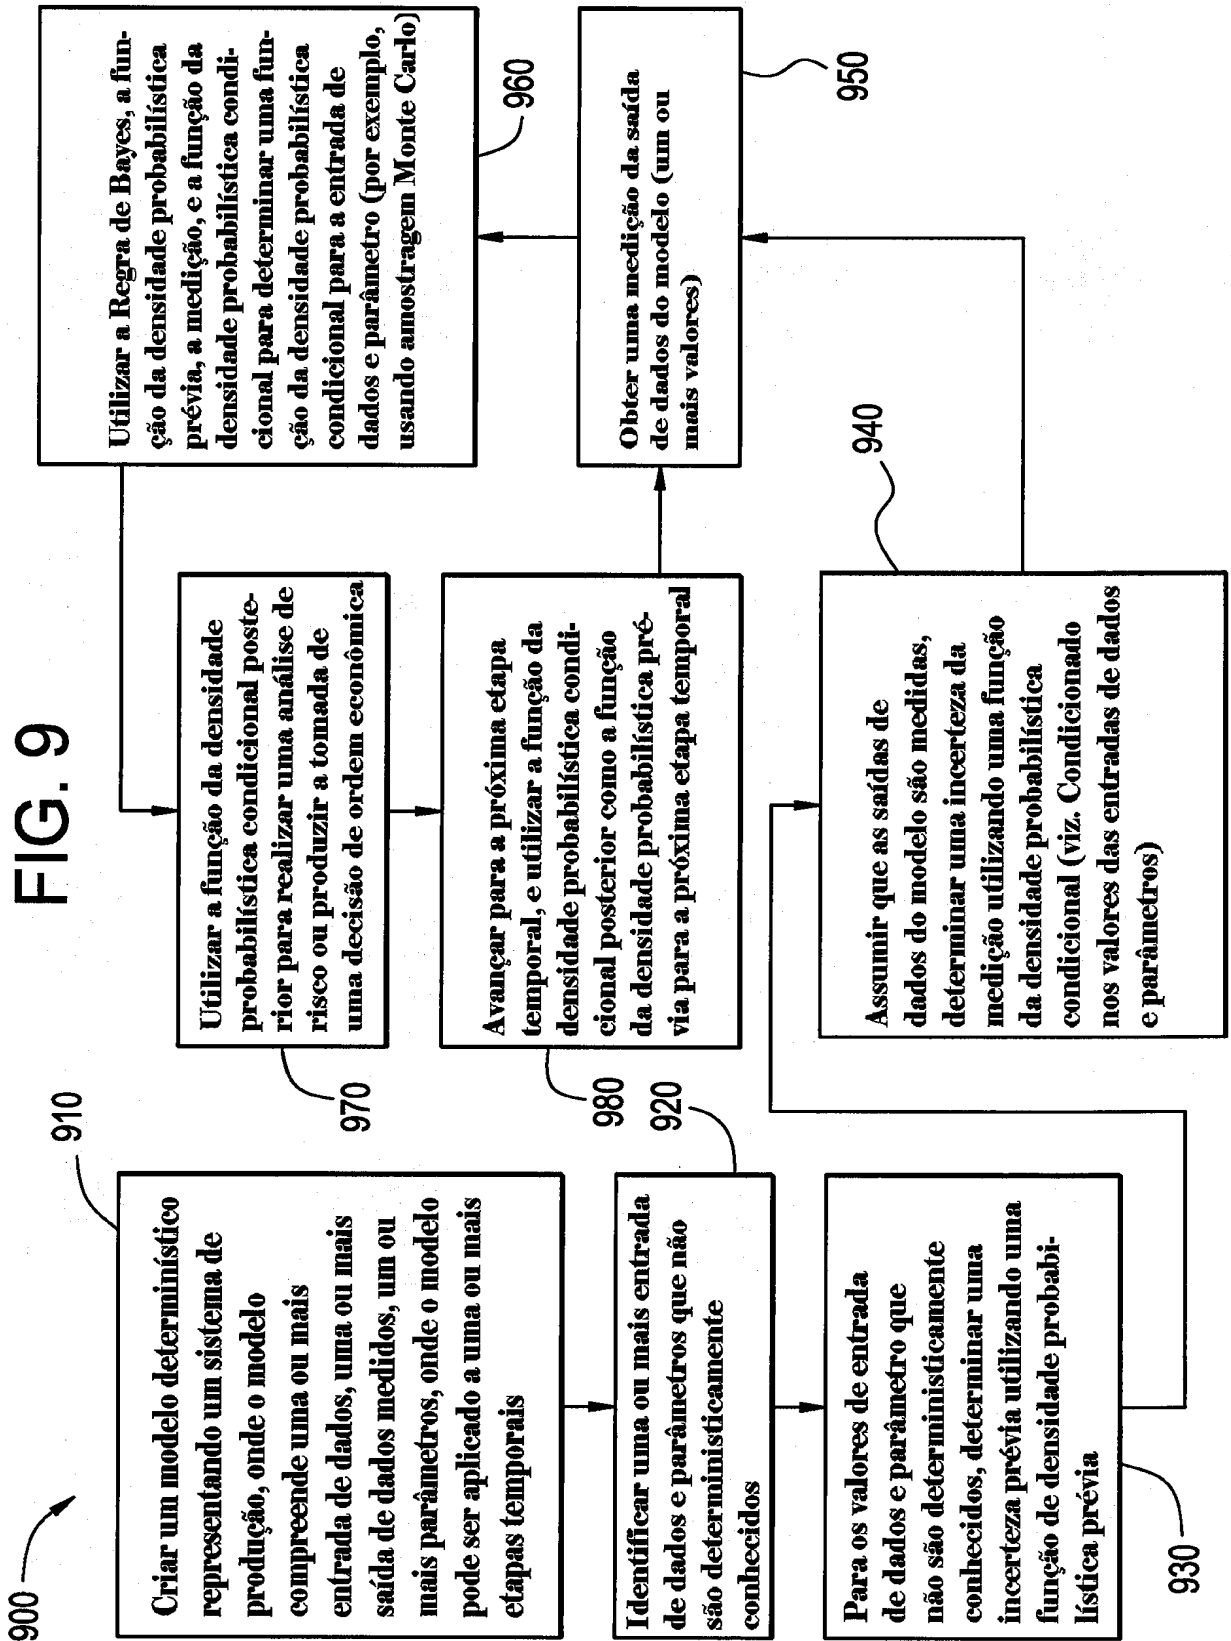 FIG. 9
900
910
Criar um modelo determinístico
representando um sistema de
produção, onde o modelo
compreende uma ou mais
entrada de dados, uma ou mais
saída de dados medidos, um ou
mais parâmetros, onde o modelo
pode ser aplicado a uma ou mais
etapas temporais
920
Identificar uma ou mais entrada
de dados e parâmetros que não
são deterministicamente
conhecidos
Para os valores de entrada
de dados e parâmetro que
não são deterministicamente
conhecidos, determinar uma
incerteza prévia utilizando uma
função de densidade probabi-
lística prévia
930
940
Assumir que as saídas de
dados do modelo são medidas,
determinar uma incerteza da
medição utilizando uma função
da densidade probabilística
condicional (viz. Condicionado
nos valores das entradas de dados
e parâmetros)
Obter uma medição da saída
de dados do modelo (um ou
mais valores)
950
Utilizar a Regra de Bayes, a fun-
ção da densidade probabilística
prévia, a medição, e a função da
densidade probabilística condi-
cional para determinar uma fun-
ção da densidade probabilística
condicional para a entrada de
dados e parâmetro (por exemplo,
usando amostragem Monte Carlo)
960
Utilizar a função da densidade
probabilística condicional poste-
rior para realizar uma análise de
risco ou produzir a tomada de
uma decisão de ordem econômica
970
Avançar para a próxima etapa
temporal, e utilizar a função da
densidade probabilística condi-
cional posterior como a função
da densidade probabilística pré-
via para a próxima etapa temporal
980